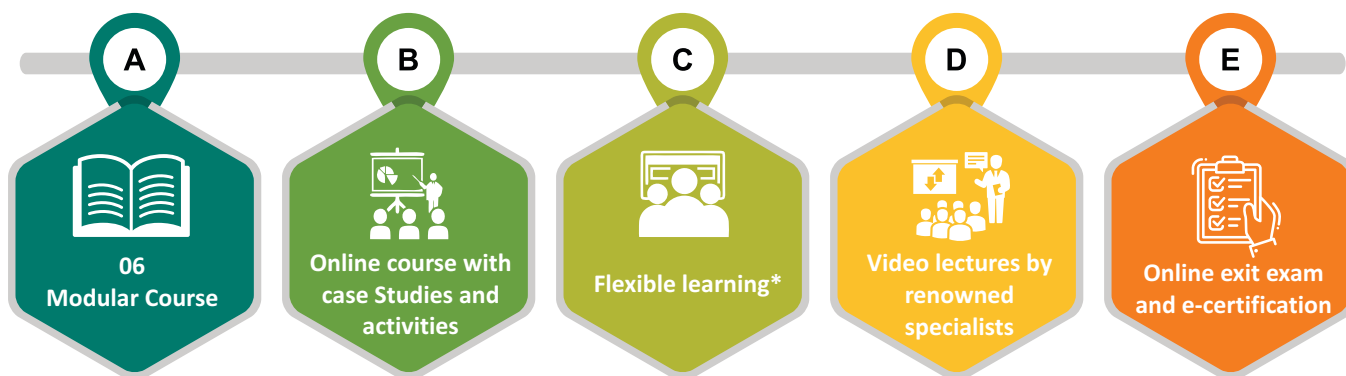 A
B
C
D
E
06
Modular Course
Online course with
case Studies and
activities
Flexible learning*
Video lectures by
renowned
specialists
Online exit exam
and e-certification